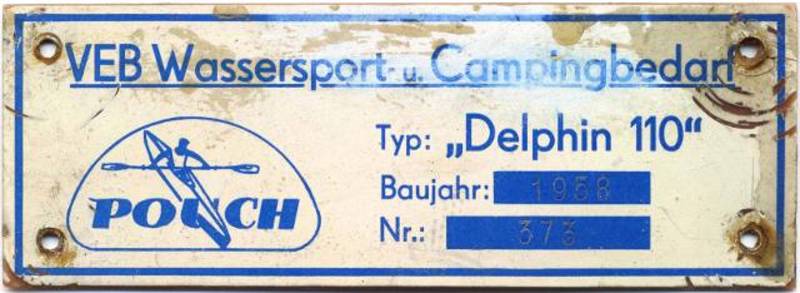 VEB Wassersport- u. Campingbedarf
POUCH
Typ: „Delphin 110“
Baujahr: 1958
Nr.: 373